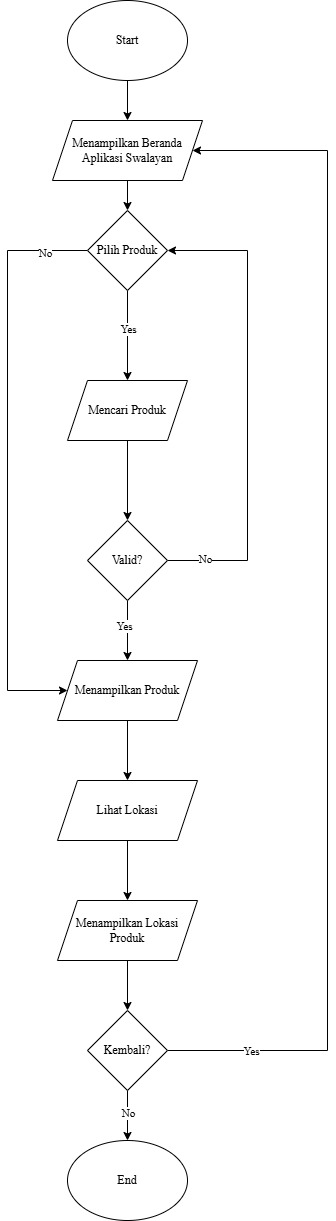 Start
Menampilkan Beranda
Aplikasi Swalayan
Pilih Produk
No
Yes
Mencari Produk
Valid?
No
Yes
Menampilkan Produk
Lihat Lokasi
Menampilkan Lokasi
Produk
Kembali?
Yes
No
End